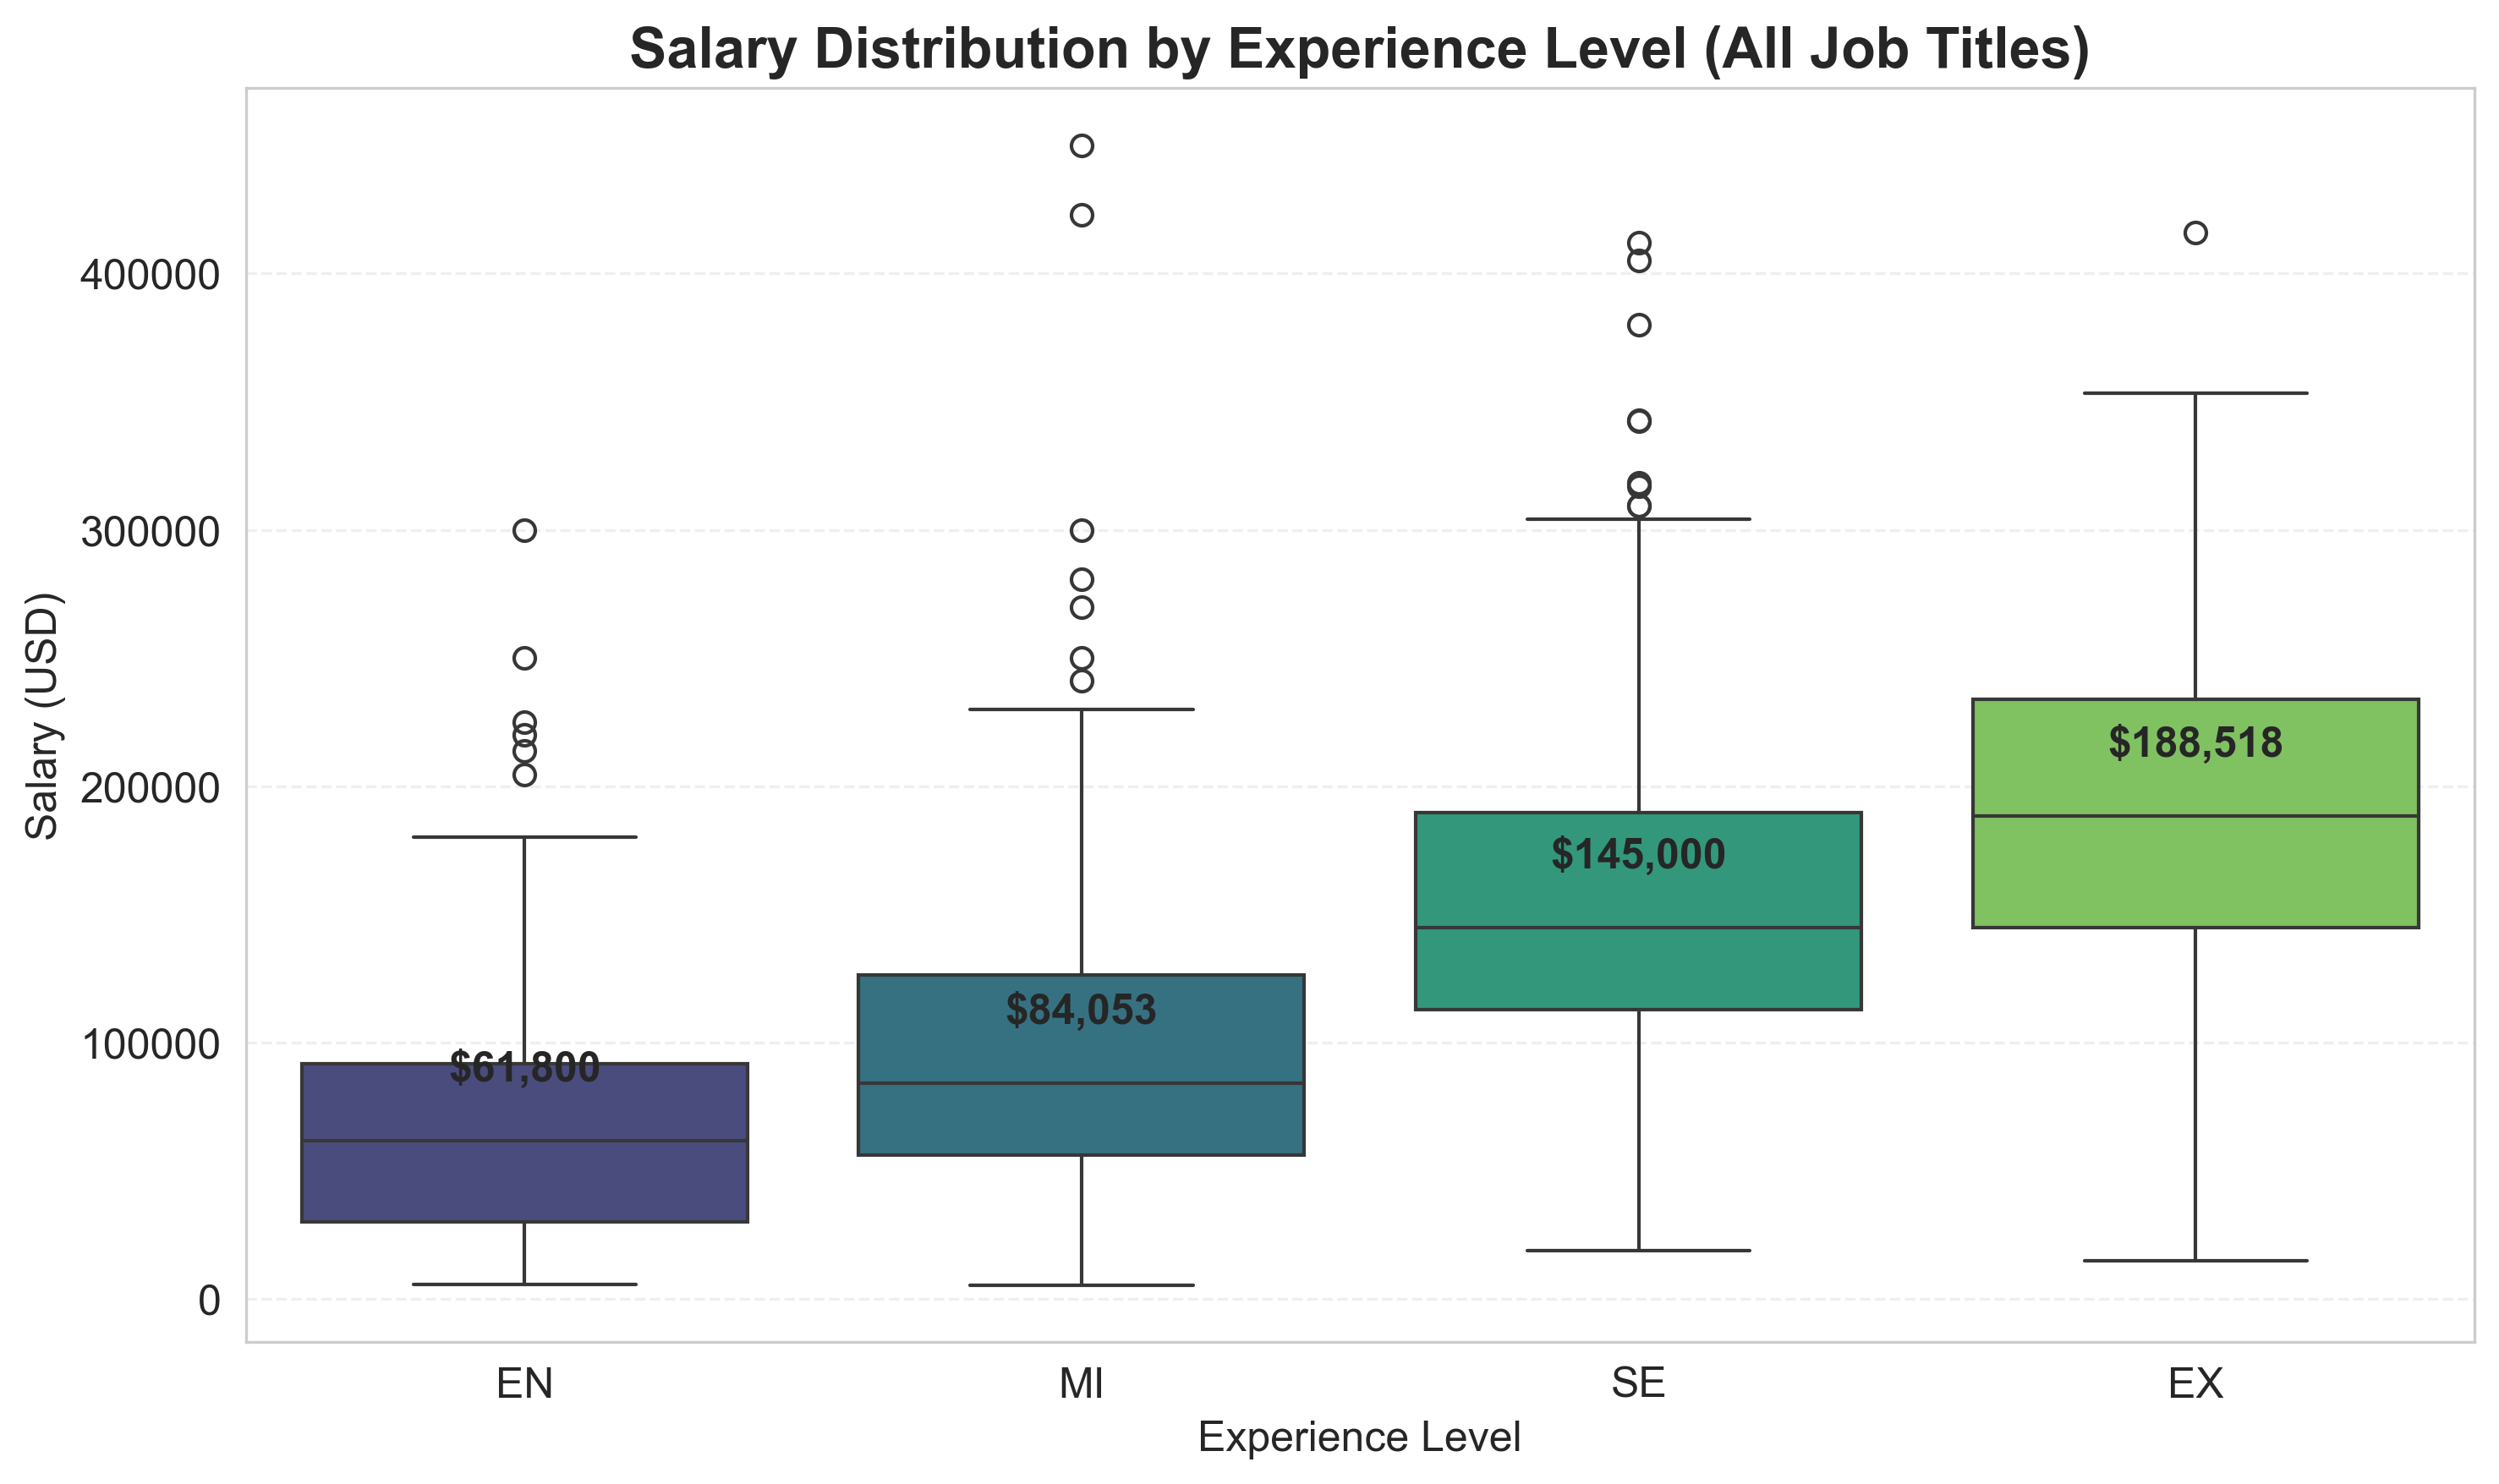 Salary Distribution by Experience Level (All Job Titles)
Salary (USD)
400000
300000
200000
100000
0
$61,800
$84,053
$145,000
$188,518
EN
MI
SE
EX
Experience Level